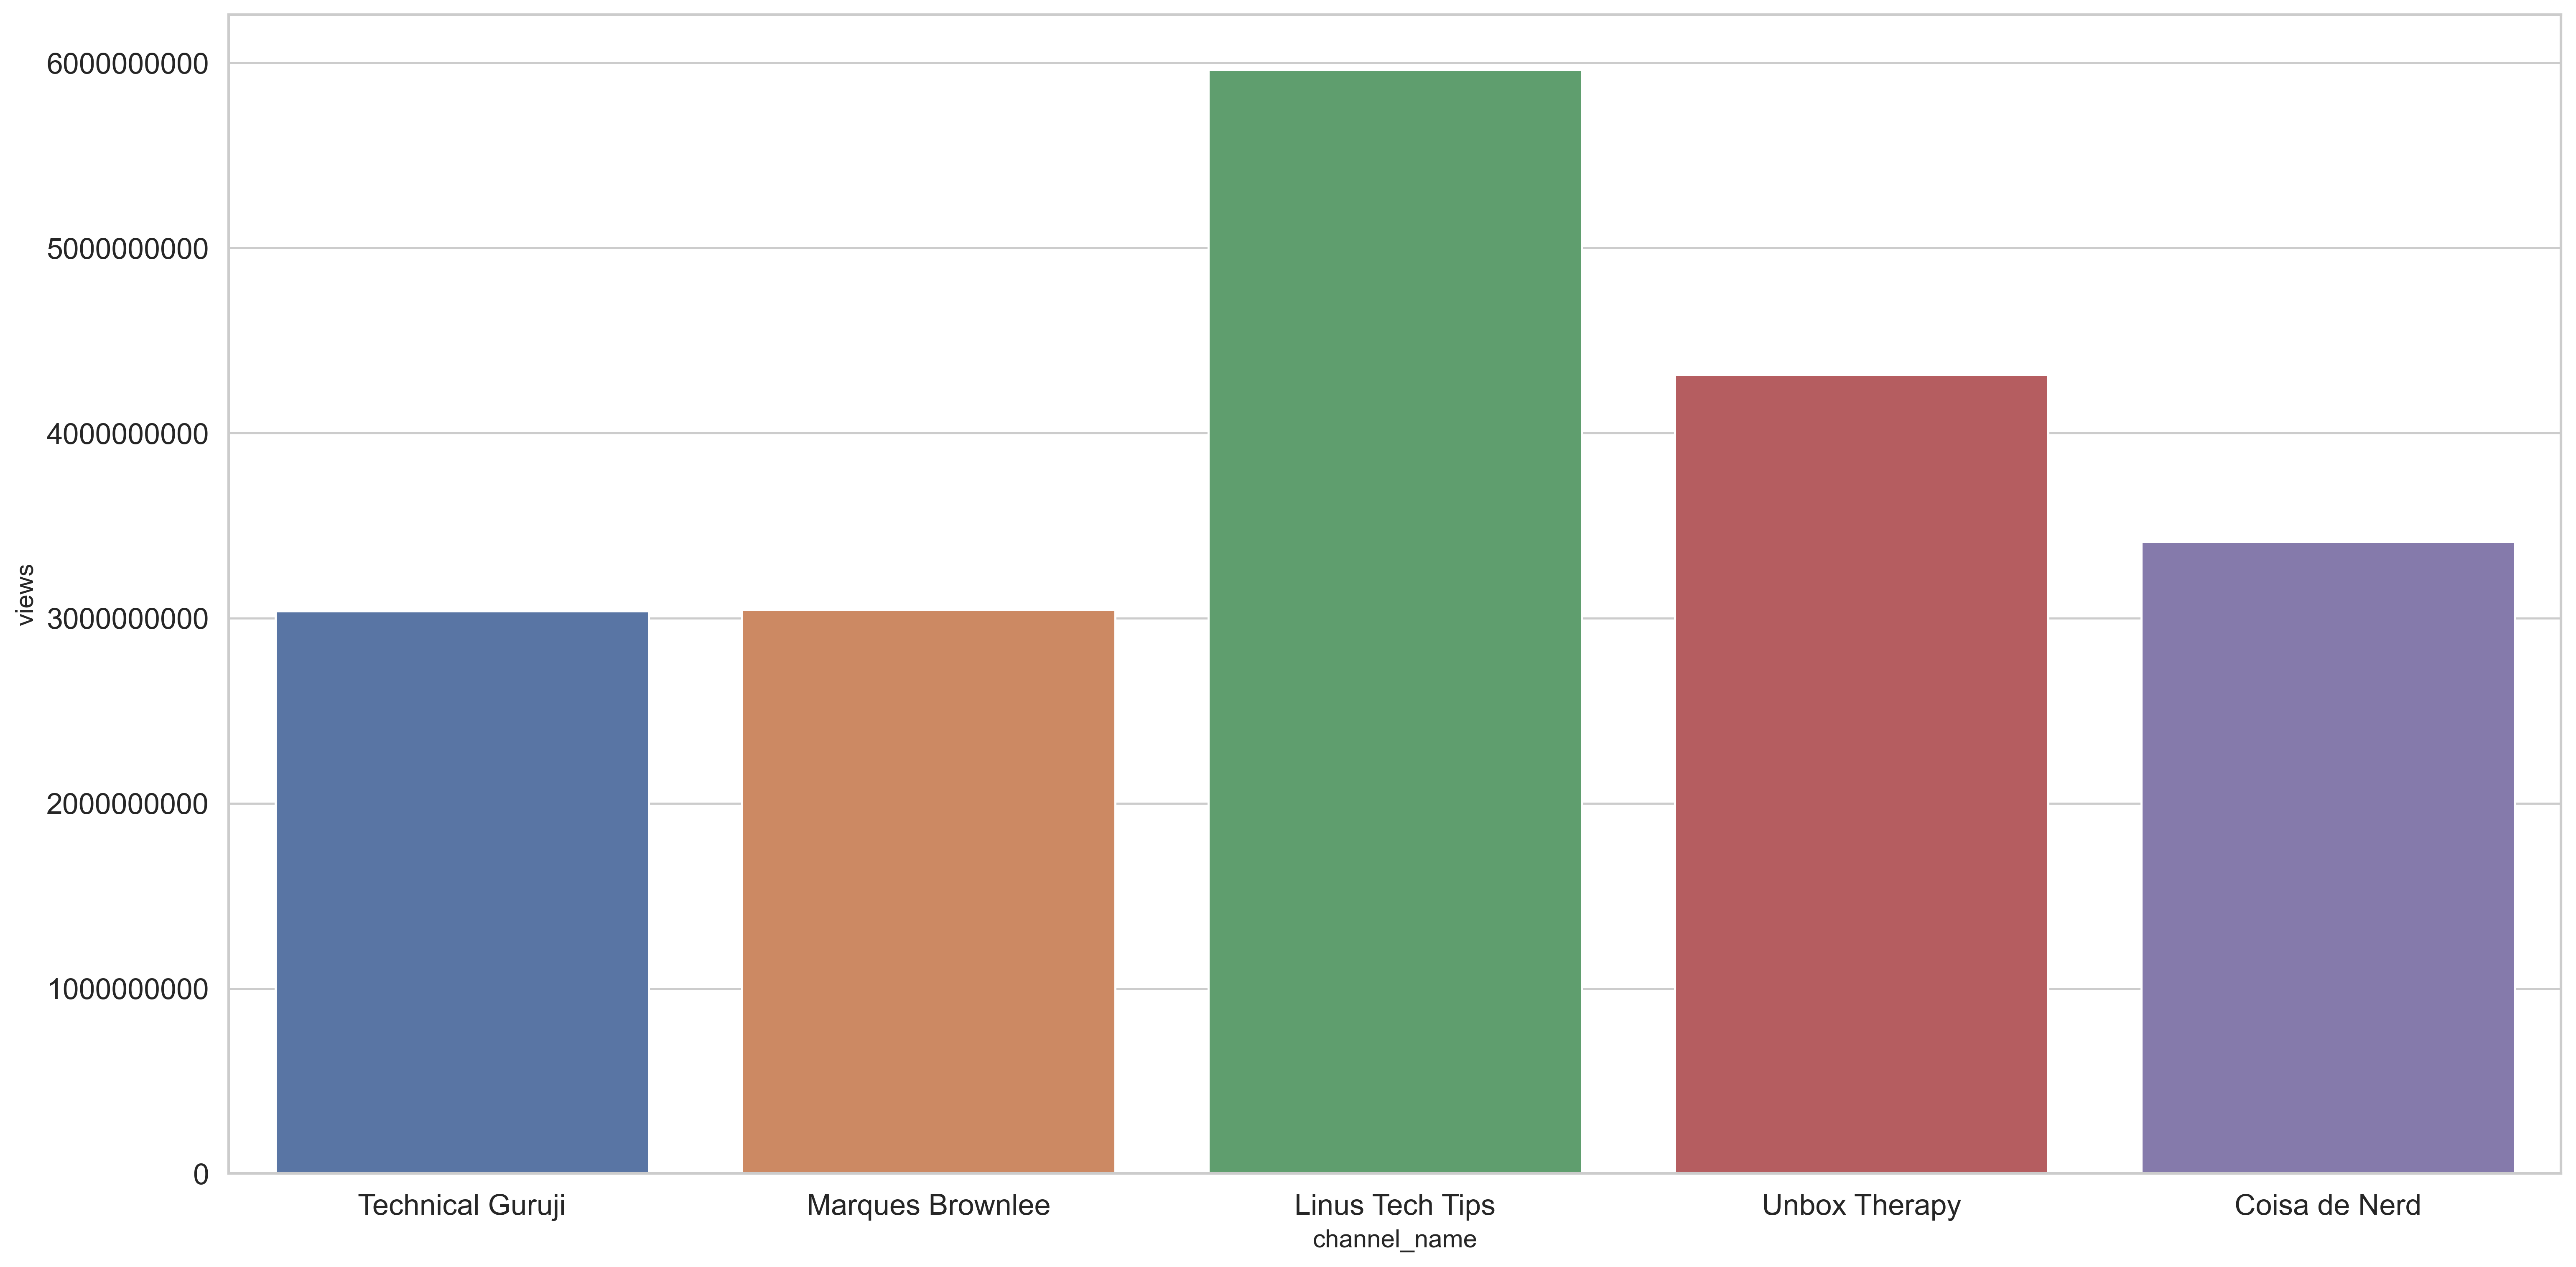 6000000000
5000000000
4000000000
3000000000
2000000000
1000000000
0
views
Technical Guruji
Marques Brownlee
Linus Tech Tips
Unbox Therapy
Coisa de Nerd
channel_name